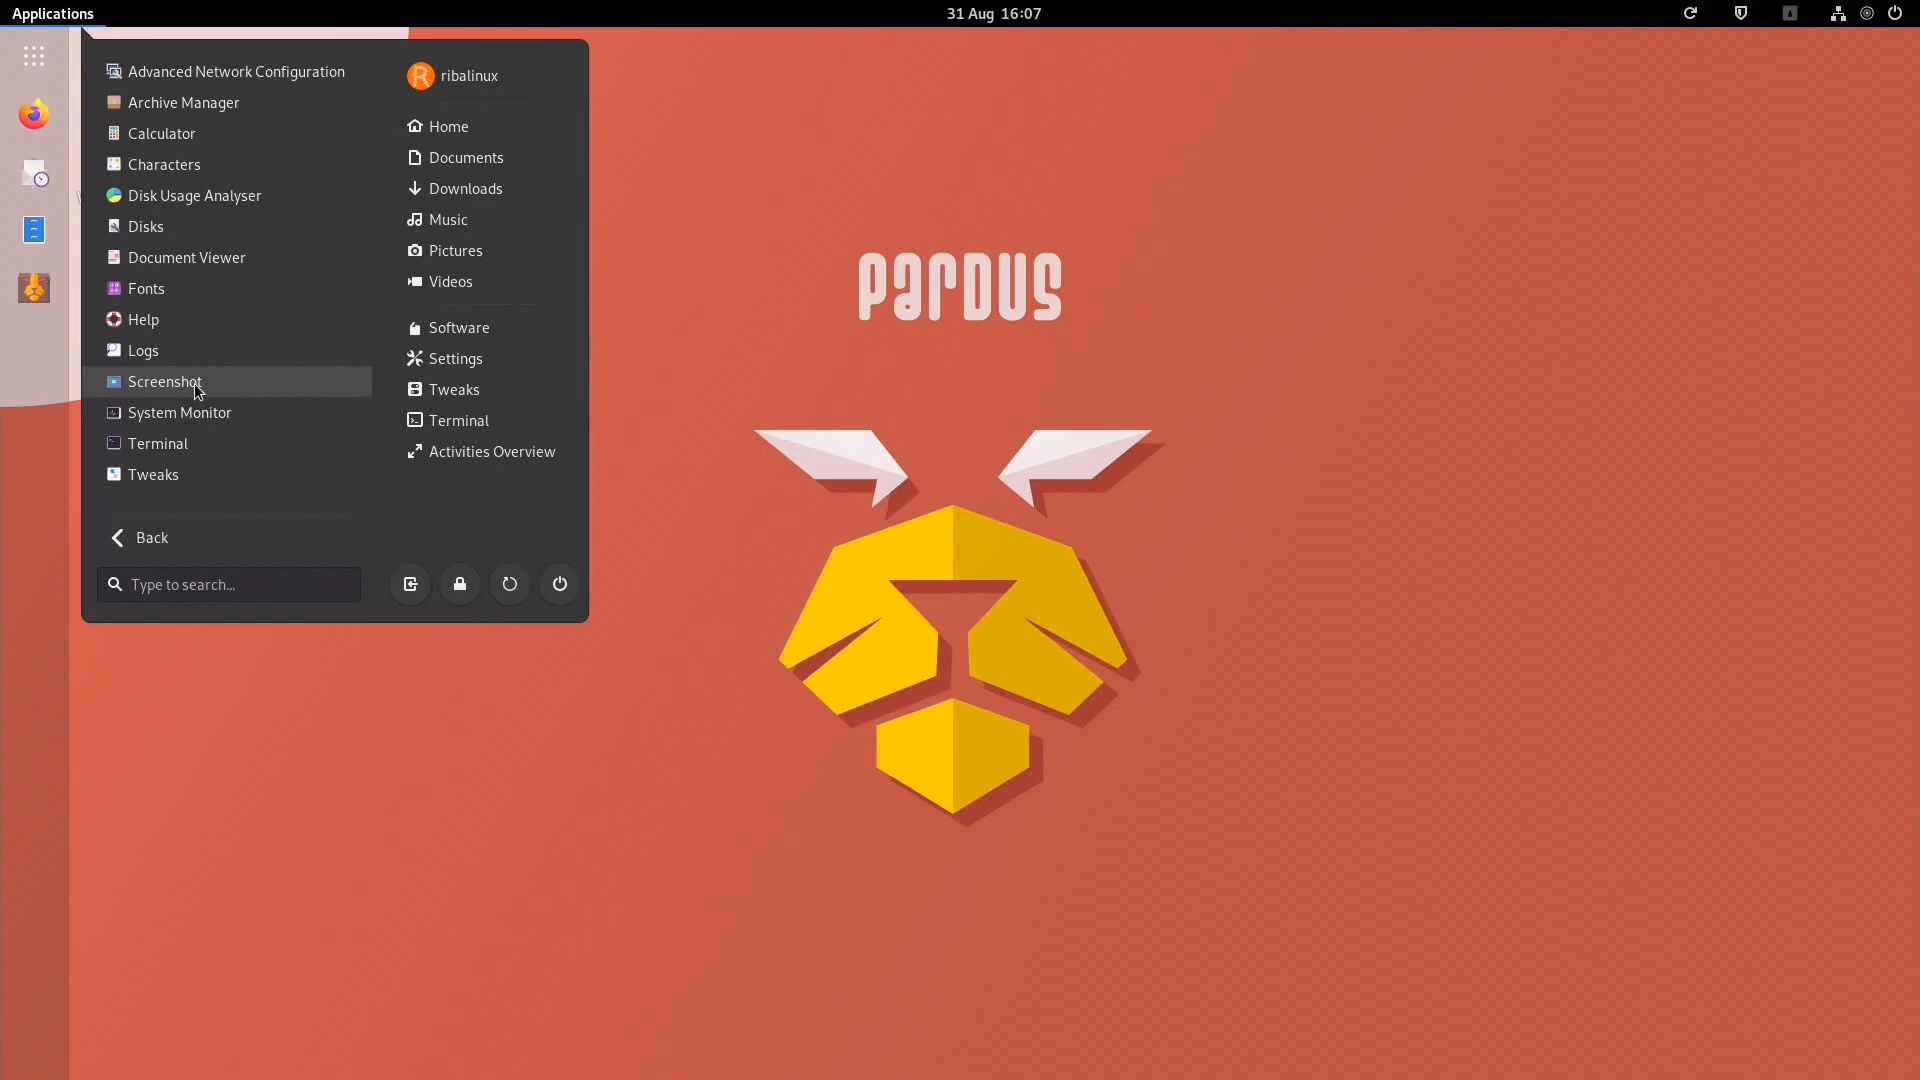 Applications
31 Aug 16:07
Advanced Network Configuration
Archive Manager
Calculator
Characters
Disk Usage Analyser
Disks
Document Viewer
Fonts
Help
Logs
Screenshot
System Monitor
Terminal
Tweaks
Back
Type to search...
ribalinux
Home
Documents
Downloads
Music
Pictures
Videos
Software
Settings
Tweaks
Terminal
Activities Overview
PARDUS